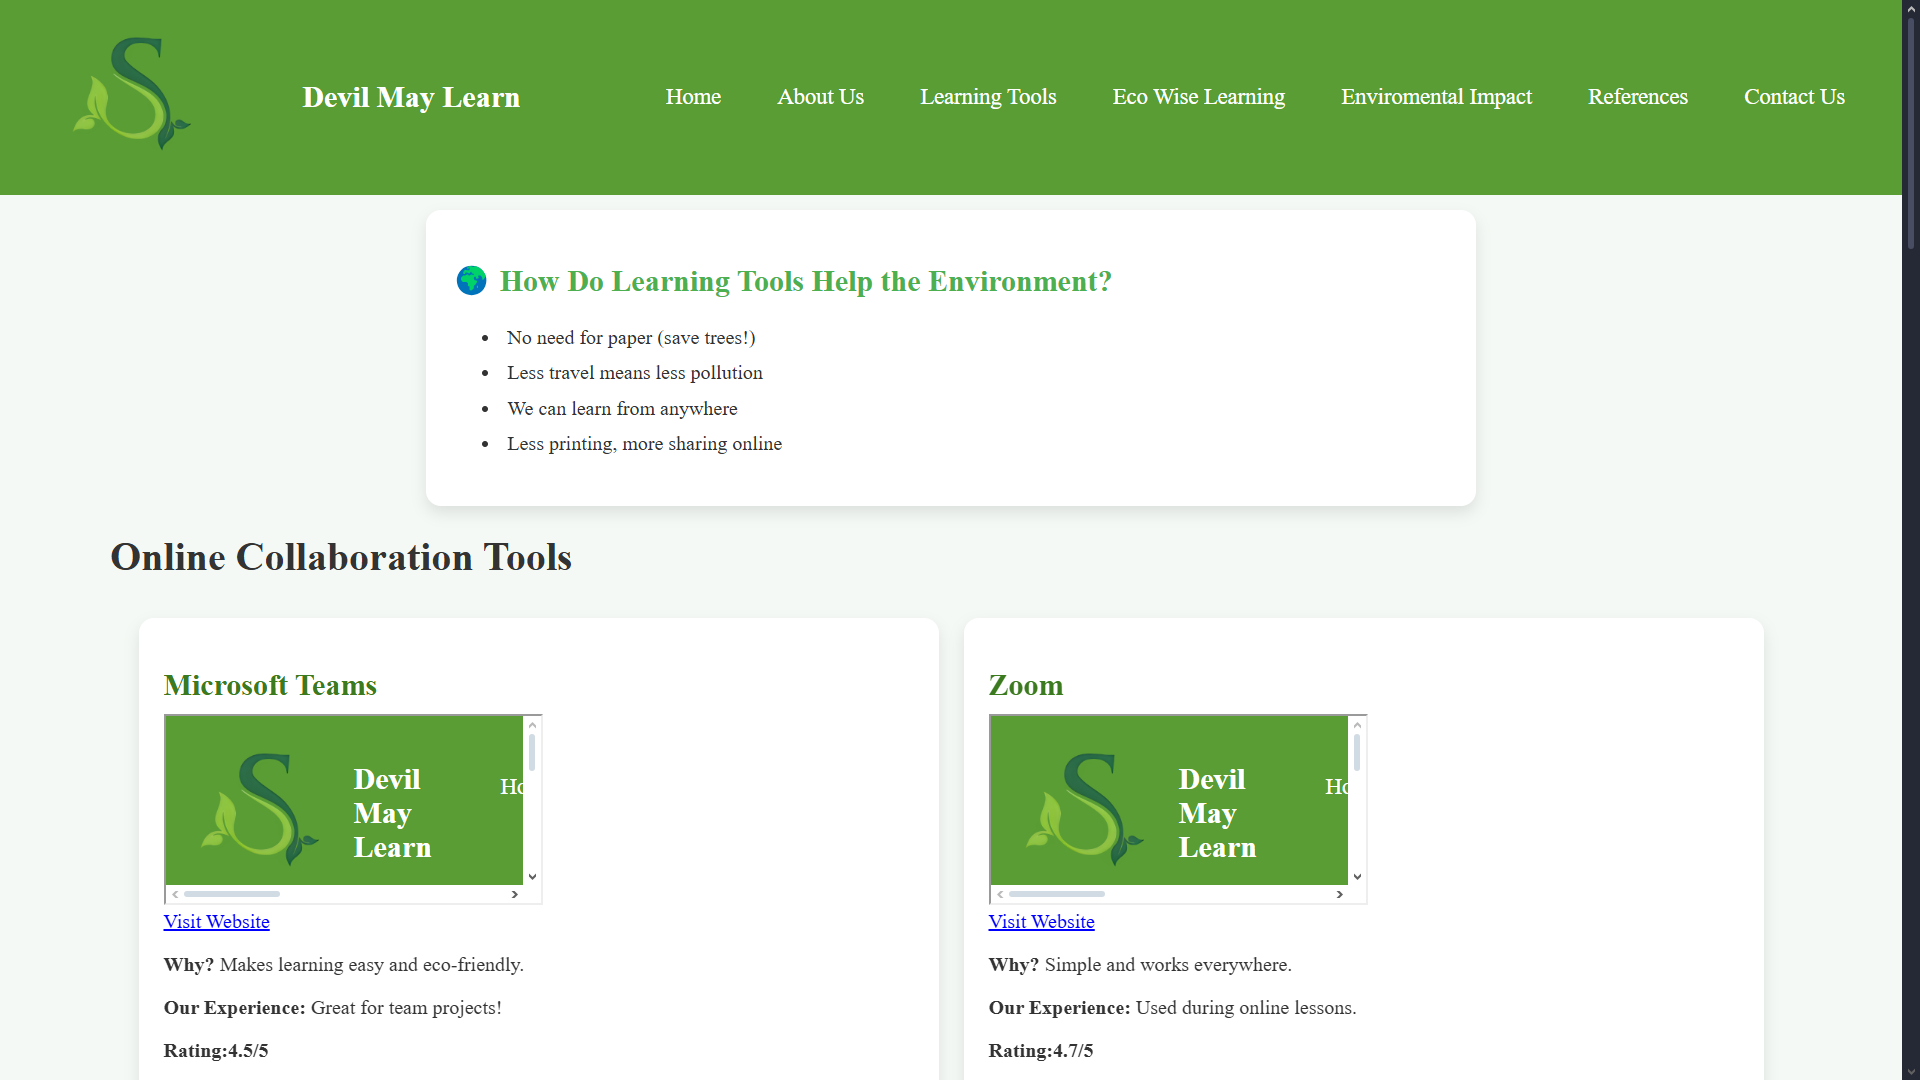 Devil May Learn
Home
About Us
Learning Tools
Eco Wise Learning
Enviromental Impact
References
Contact Us
How Do Learning Tools Help the Environment?
No need for paper (save trees!)
Less travel means less pollution
We can learn from anywhere
Less printing, more sharing online
Online Collaboration Tools
Microsoft Teams
Devil
May
Learn
Visit Website
Why? Makes learning easy and eco-friendly.
Our Experience: Great for team projects!
Rating:4.5/5
Zoom
Devil
May
Learn
Visit Website
Why? Simple and works everywhere.
Our Experience: Used during online lessons.
Rating:4.7/5